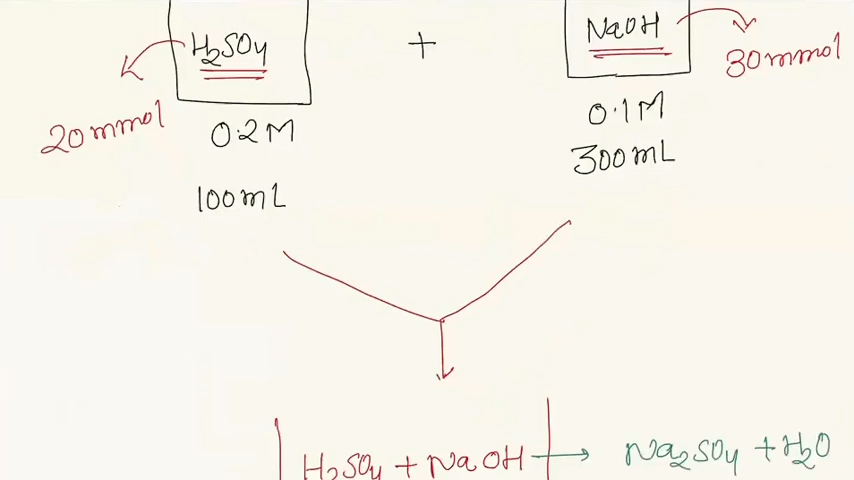 H₂SO₄ + NaOH
20mmol 30mmol
0.2M 0.1M
100mL 300mL
H₂SO₄ + NaOH → Na₂SO₄ + H₂O